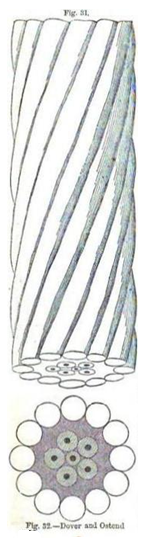 Fig. 31.
Fig. 32.—Dover and Ostend